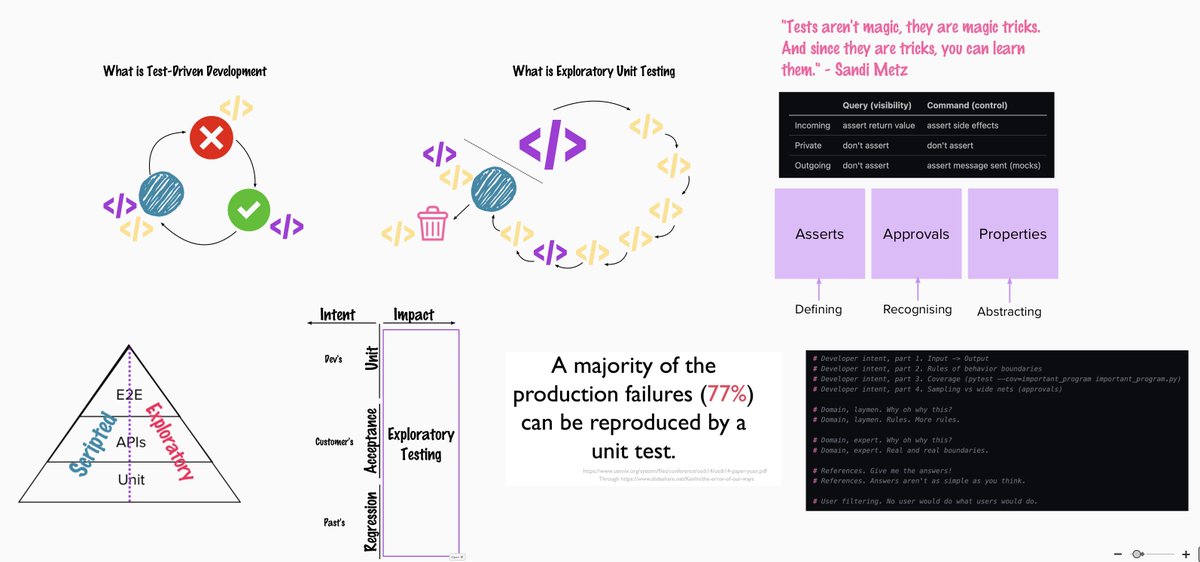 What is Test-Driven Development
</>
</>
</>
</>
</>
What is Exploratory Unit Testing
</>
</>
</>
</>
</>
</>
</>
</>
</>
</>
</>
</>
"Tests aren't magic, they are magic tricks.
And since they are tricks, you can learn
them." - Sandi Metz
Query (visibility) Command (control)
Incoming assert return value assert side effects
Private don't assert don't assert
Outgoing don't assert assert message sent (mocks)
Asserts Approvals Properties
Defining Recognising Abstracting
E2E
APIs
Unit
Scripted
Exploratory
Intent Impact
Dev's Unit
Customer's Acceptance
Past's Regression
Exploratory
Testing
A majority of the
production failures (77%)
can be reproduced by a
unit test.
https://www.usenix.org/system/files/conference/osdi14/osdi14-paper-yuan.pdf
Through https://www.slideshare.net/Kevlin/the-error-of-our-ways
# Developer intent, part 1. Input -> Output
# Developer intent, part 2. Rules of behavior boundaries
# Developer intent, part 3. Coverage (pytest --cov=important_program important_program.py)
# Developer intent, part 4. Sampling vs wide nets (approvals)
# Domain, laymen. Why oh why this?
# Domain, laymen. Rules. More rules.
# Domain, expert. Why oh why this?
# Domain, expert. Real and real boundaries.
# References. Give me the answers!
# References. Answers aren't as simple as you think.
# User filtering. No user would do what users would do.